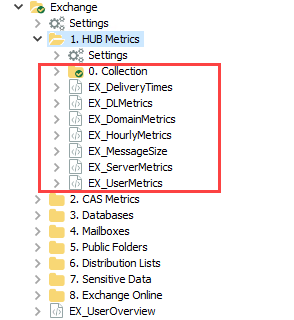 Exchange
Settings
1. HUB Metrics
Settings
0. Collection
EX_DeliveryTimes
EX_DLMetrics
EX_DomainMetrics
EX_HourlyMetrics
EX_MessageSize
EX_ServerMetrics
EX_UserMetrics
2. CAS Metrics
3. Databases
4. Mailboxes
5. Public Folders
6. Distribution Lists
7. Sensitive Data
8. Exchange Online
EX_UserOverview